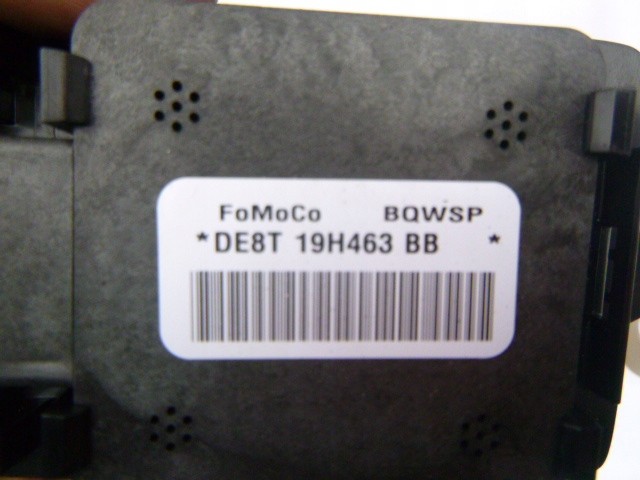 FoMoCo BQWSP
*DE8T 19H463 BB *